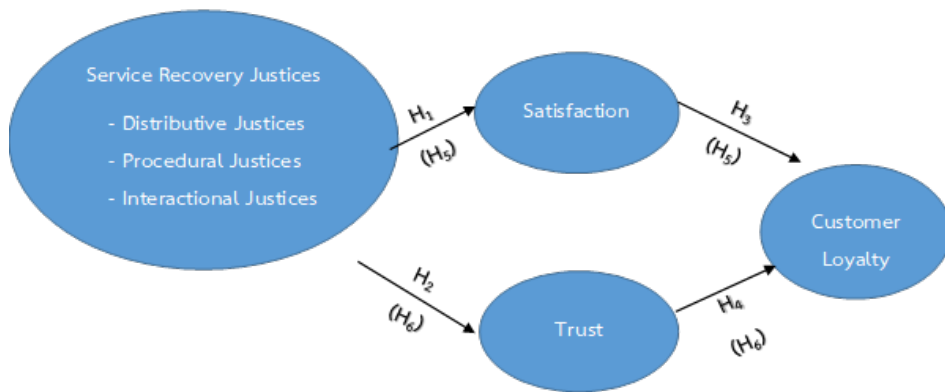 Service Recovery Justices
- Distributive Justices
- Procedural Justices
- Interactional Justices
H₁
(H₅)
Satisfaction
H₃
(H₅)
Customer
Loyalty
H₂
(H₆)
Trust
H₄
(H₆)